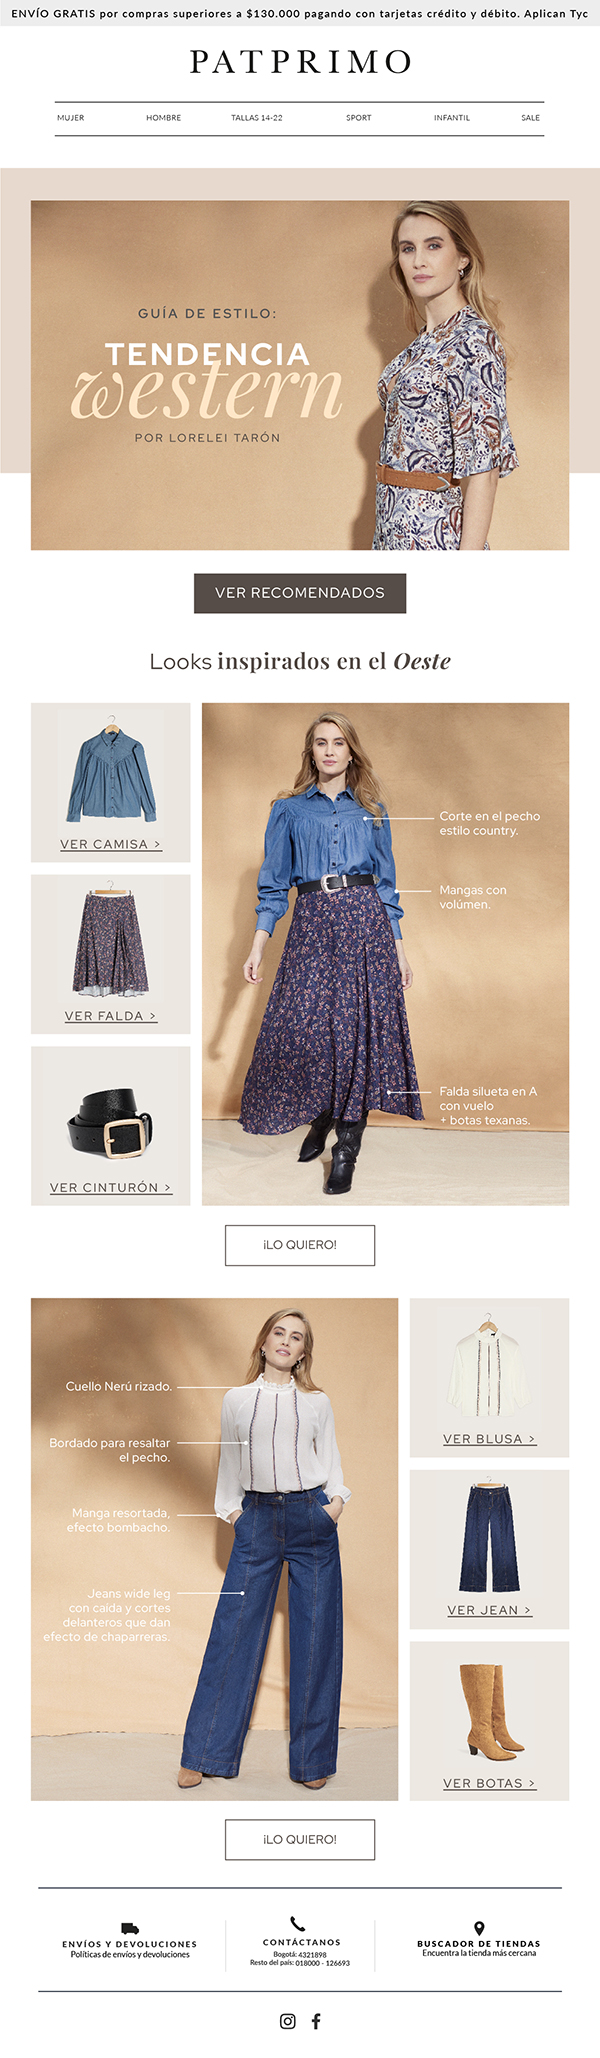 ENVÍO GRATIS por compras superiores a $130.000 pagando con tarjetas crédito y débito. Aplican Tyc
PATPRIMO
MUJER HOMBRE TALLAS 14-22 SPORT INFANTIL SALE
GUÍA DE ESTILO:
TENDENCIA
western
POR LORELEI TARÓN
VER RECOMENDADOS
Looks inspirados en el Oeste
VER CAMISA >
VER FALDA >
VER CINTURÓN >
Corte en el pecho
estilo country.
Mangas con
volúmen.
Falda silueta en A
con vuelo
+ botas texanas.
¡LO QUIERO!
Cuello Nerú rizado.
Bordado para resaltar
el pecho.
Manga resortada,
efecto bombacho.
Jeans wide leg
con caída y cortes
delanteros que dan
efecto de chaparreras.
VER BLUSA >
VER JEAN >
VER BOTAS >
¡LO QUIERO!
ENVÍOS Y DEVOLUCIONES
Políticas de envíos y devoluciones
CONTÁCTANOS
Bogotá: 4321898
Resto del país: 018000 - 126693
BUSCADOR DE TIENDAS
Encuentra la tienda más cercana